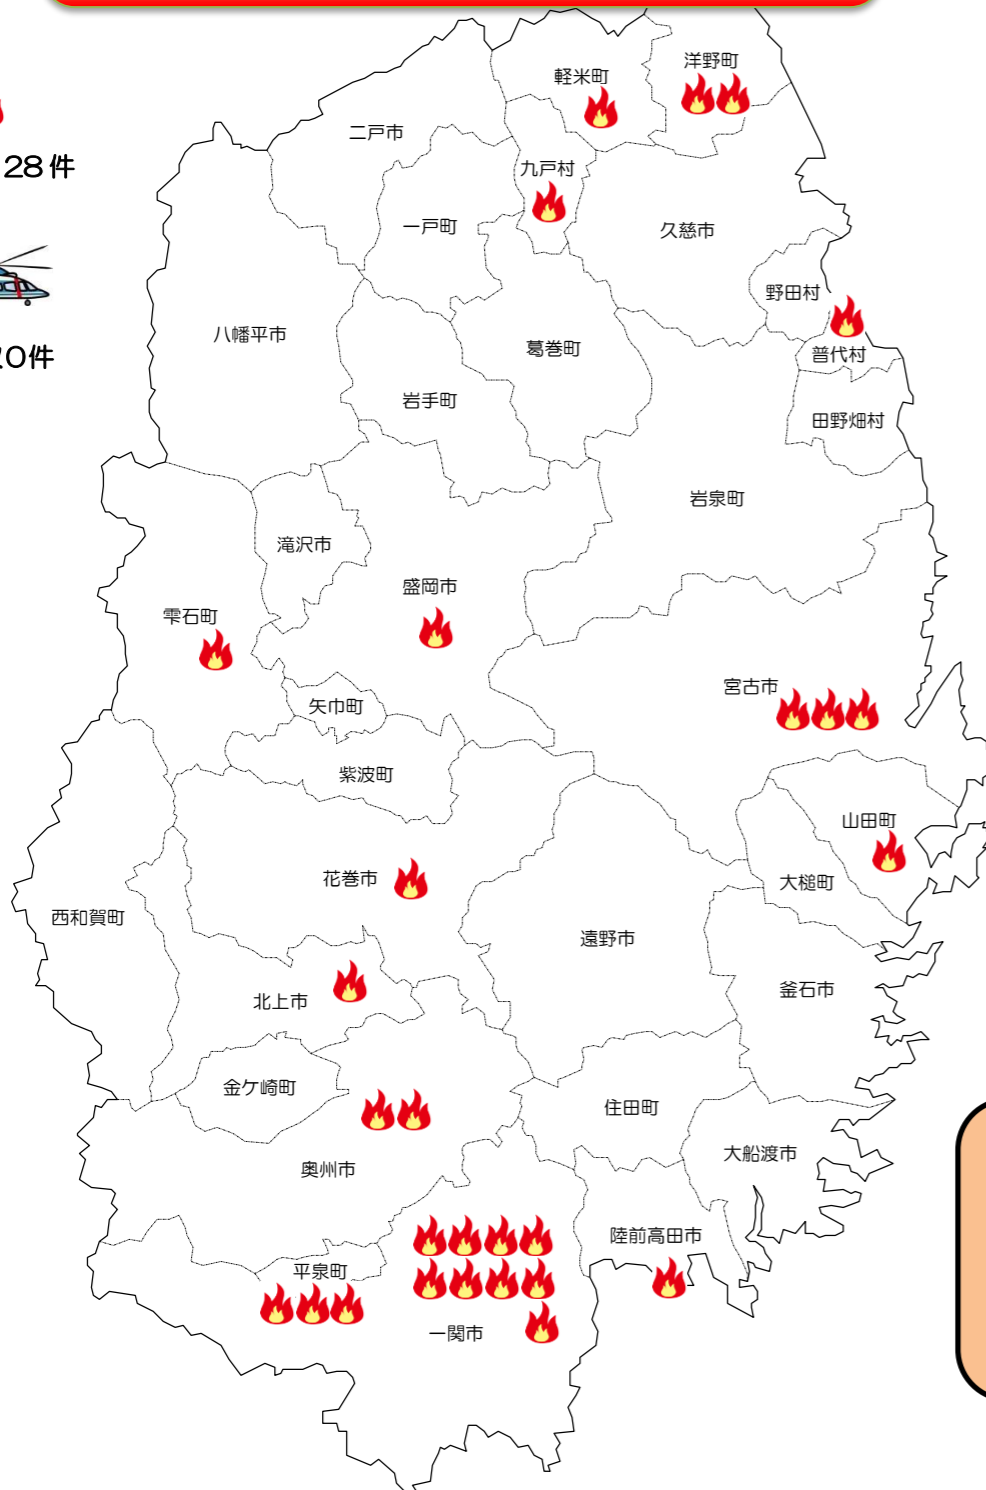 洋野町
軽米町
二戸市
28件
九戸村
一戸町
久慈市
野田村
八幡平市
葛巻町
普代村
0件
岩手町
田野畑村
岩泉町
滝沢市
盛岡市
雫石町
宮古市
矢巾町
紫波町
山田町
花巻市
大槌町
西和賀町
遠野市
釜石市
北上市
金ケ崎町
住田町
大船渡市
奥州市
陸前高田市
平泉町
一関市